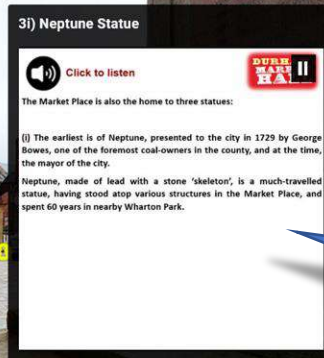 3i) Neptune Statue
Click to listen
DURH
MARK
HA
The Market Place is also the home to three statues:
(i) The earliest is of Neptune, presented to the city in 1729 by George
Bowes, one of the foremost coal-owners in the county, and at the time,
the mayor of the city.
Neptune, made of lead with a stone ‘skeleton’, is a much-travelled
statue, having stood atop various structures in the Market Place, and
spent 60 years in nearby Wharton Park.